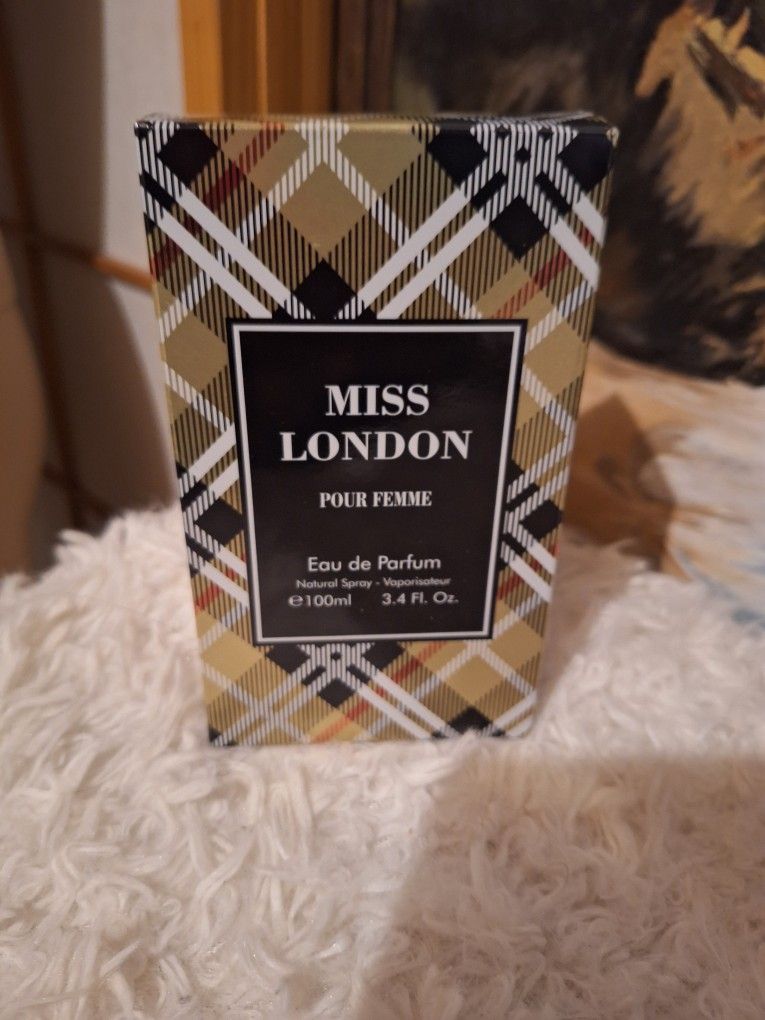 MISS
LONDON
POUR FEMME
Eau de Parfum
Natural Spray - Vaporisateur
℮100ml 3.4 Fl. Oz.